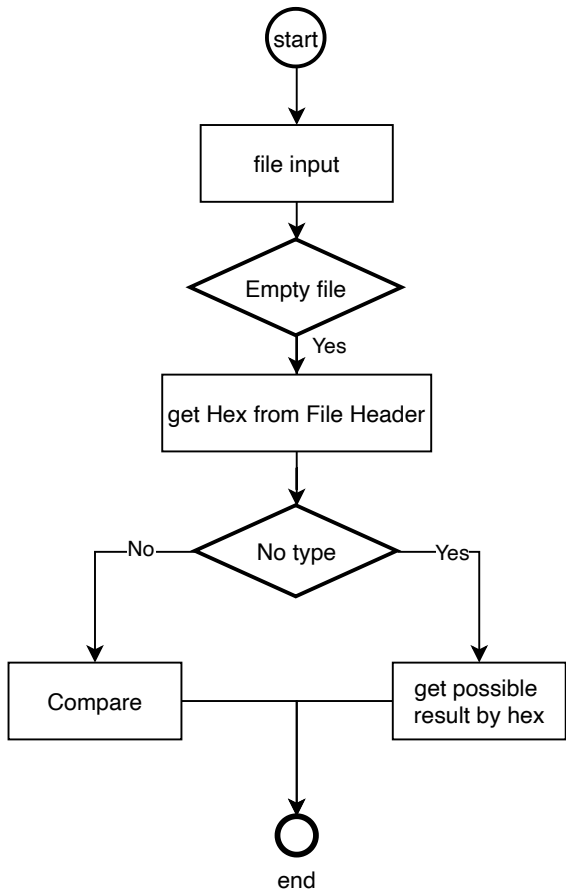 start
file input
Empty file
Yes
get Hex from File Header
No type
No
Yes
Compare
get possible
result by hex
end